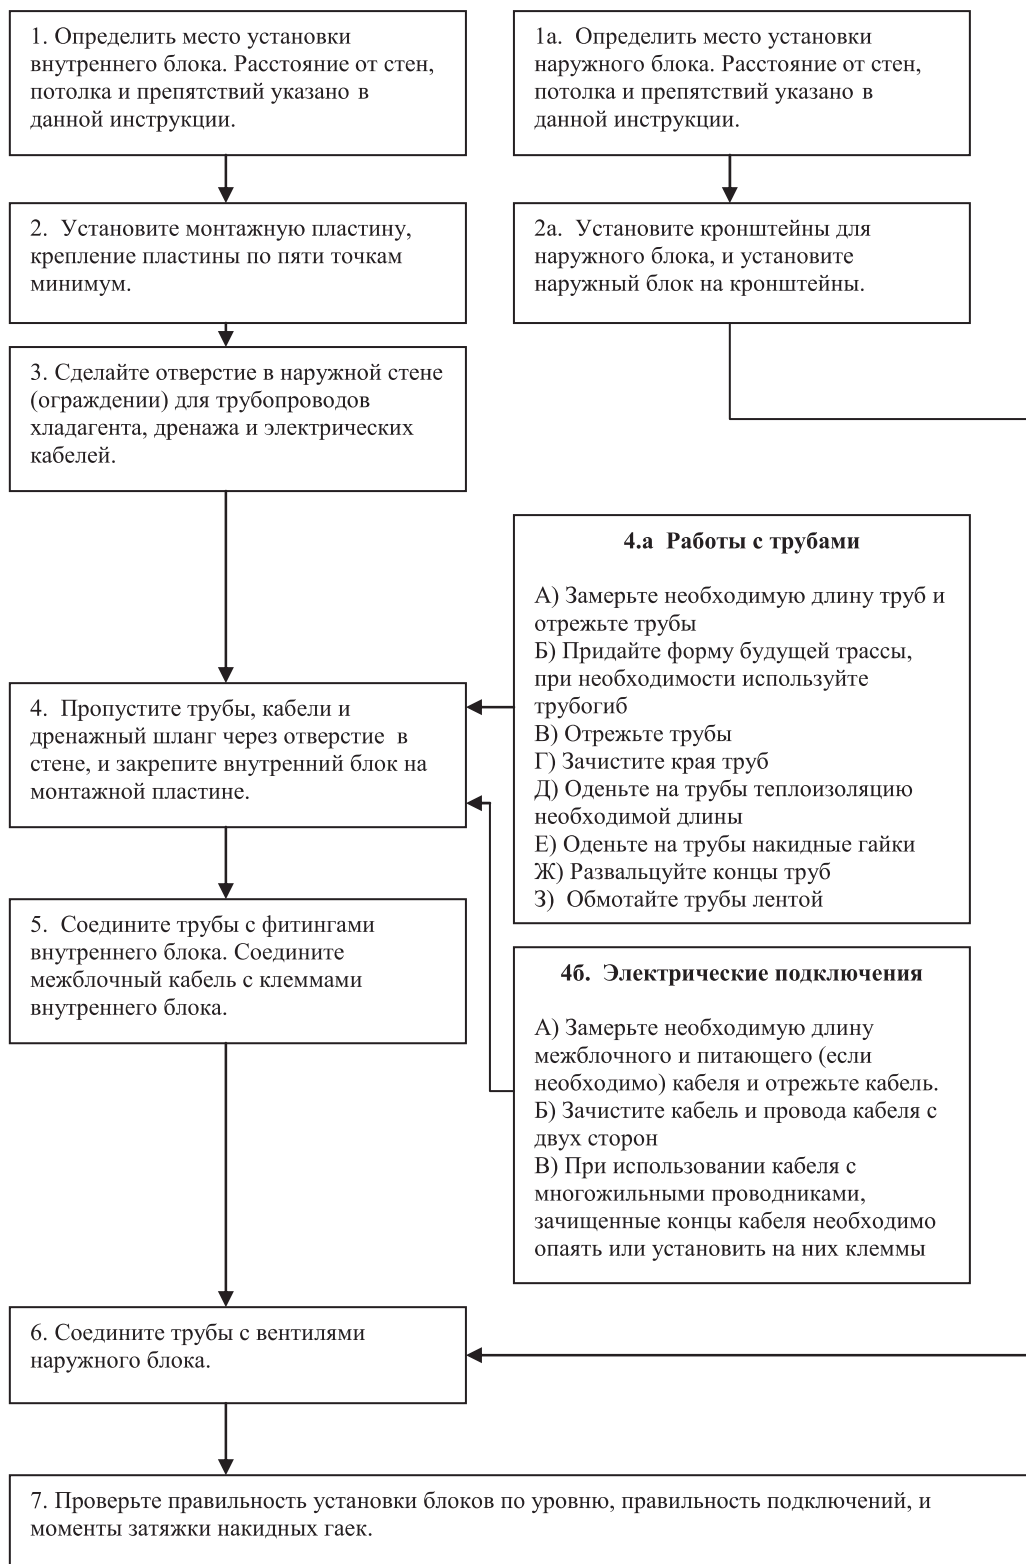 1. Определить место установки
внутреннего блока. Расстояние от стен,
потолка и препятствий указано в
данной инструкции.
1а. Определить место установки
наружного блока. Расстояние от стен,
потолка и препятствий указано в
данной инструкции.
2. Установите монтажную пластину,
крепление пластины по пяти точкам
минимум.
2а. Установите кронштейны для
наружного блока, и установите
наружный блок на кронштейны.
3. Сделайте отверстие в наружной стене
(ограждении) для трубопроводов
хладагента, дренажа и электрических
кабелей.
4.а Работы с трубами
А) Замерьте необходимую длину труб и
отрежьте трубы
Б) Придайте форму будущей трассы,
при необходимости используйте
трубогиб
В) Отрежьте трубы
Г) Зачистите края труб
Д) Оденьте на трубы теплоизоляцию
необходимой длины
Е) Оденьте на трубы накидные гайки
Ж) Развальцуйте концы труб
З) Обмотайте трубы лентой
4. Пропустите трубы, кабели и
дренажный шланг через отверстие в
стене, и закрепите внутренний блок на
монтажной пластине.
4б. Электрические подключения
А) Замерьте необходимую длину
межблочного и питающего (если
необходимо) кабеля и отрежьте кабель.
Б) Зачистите кабель и провода кабеля с
двух сторон
В) При использовании кабеля с
многожильными проводниками,
зачищенные концы кабеля необходимо
опаять или установить на них клеммы
5. Соедините трубы с фитингами
внутреннего блока. Соедините
межблочный кабель с клеммами
внутреннего блока.
6. Соедините трубы с вентилями
наружного блока.
7. Проверьте правильность установки блоков по уровню, правильность подключений, и
моменты затяжки накидных гаек.